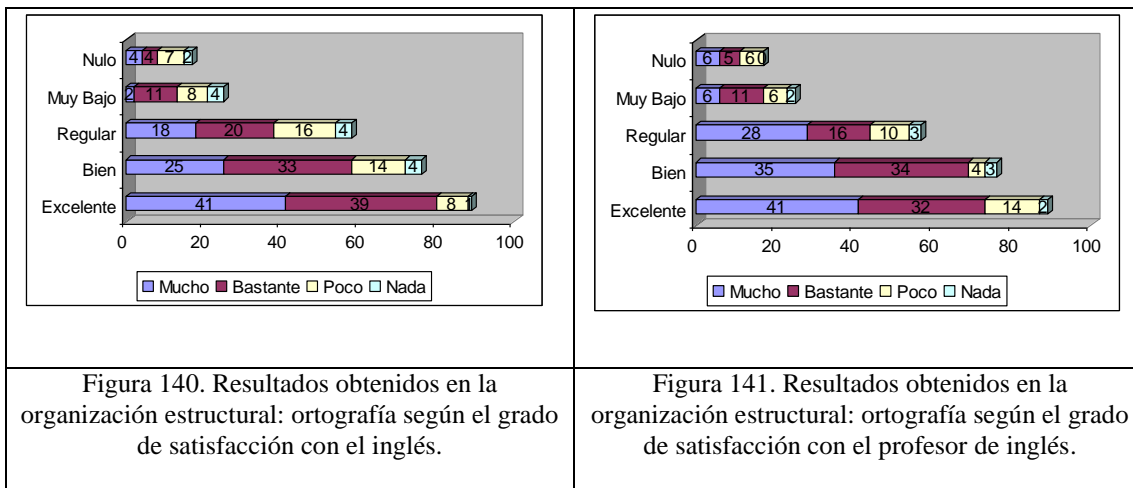 Nulo 4 4 7 2
Muy Bajo 2 11 8 4
Regular 18 20 16 4
Bien 25 33 14 4
Excelente 41 39 8 1
0 20 40 60 80 100
Mucho Bastante Poco Nada
Figura 140. Resultados obtenidos en la
organización estructural: ortografía según el grado
de satisfacción con el inglés.
Nulo 6 5 6 0
Muy Bajo 6 11 6 2
Regular 28 16 10 3
Bien 35 34 4 3
Excelente 41 32 14 2
0 20 40 60 80 100
Mucho Bastante Poco Nada
Figura 141. Resultados obtenidos en la
organización estructural: ortografía según el grado
de satisfacción con el profesor de inglés.